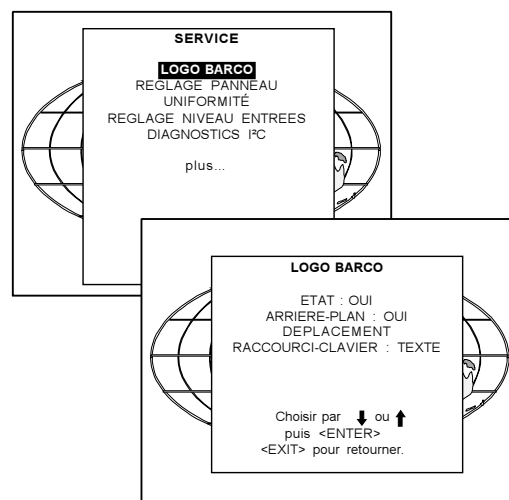 SERVICE
LOGO BARCO
REGLAGE PANNEAU
UNIFORMITÉ
REGLAGE NIVEAU ENTREES
DIAGNOSTICS I²C
plus...
LOGO BARCO
ETAT : OUI
ARRIERE-PLAN : OUI
DEPLACEMENT
RACCOURCI-CLAVIER : TEXTE
Choisir par ⬇ ou ⬆
puis <ENTER>
<EXIT> pour retourner.